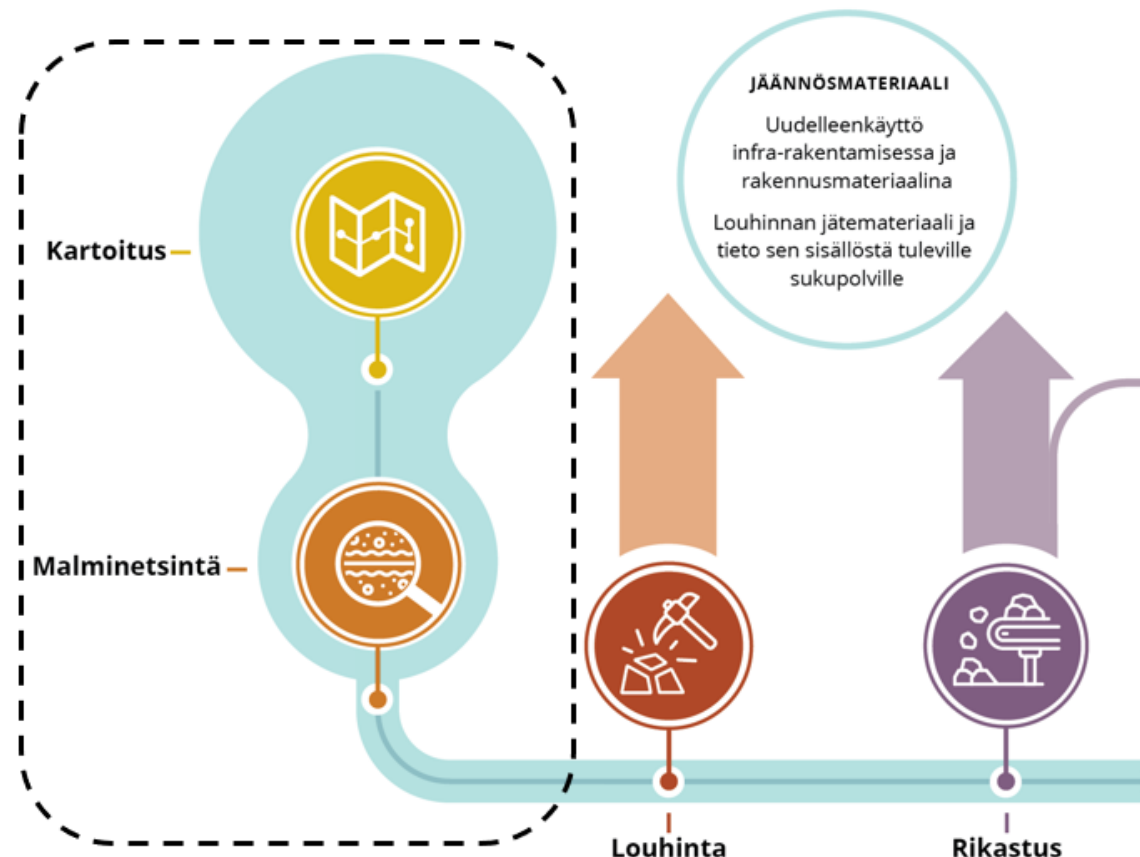 JÄÄNNÖSMATERIAALI
Uudelleenkäyttö
infra-rakentamisessa ja
rakennusmateriaalina
Louhinnan jätemateriaali ja
tieto sen sisällöstä tuleville
sukupolville
Kartoitus
Malminetsintä
Louhinta
Rikastus